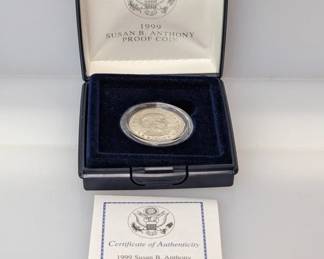 1999
SUSAN B. ANTHONY
PROOF COIN
Certificate of Authenticity
1999 Susan B. Anthony